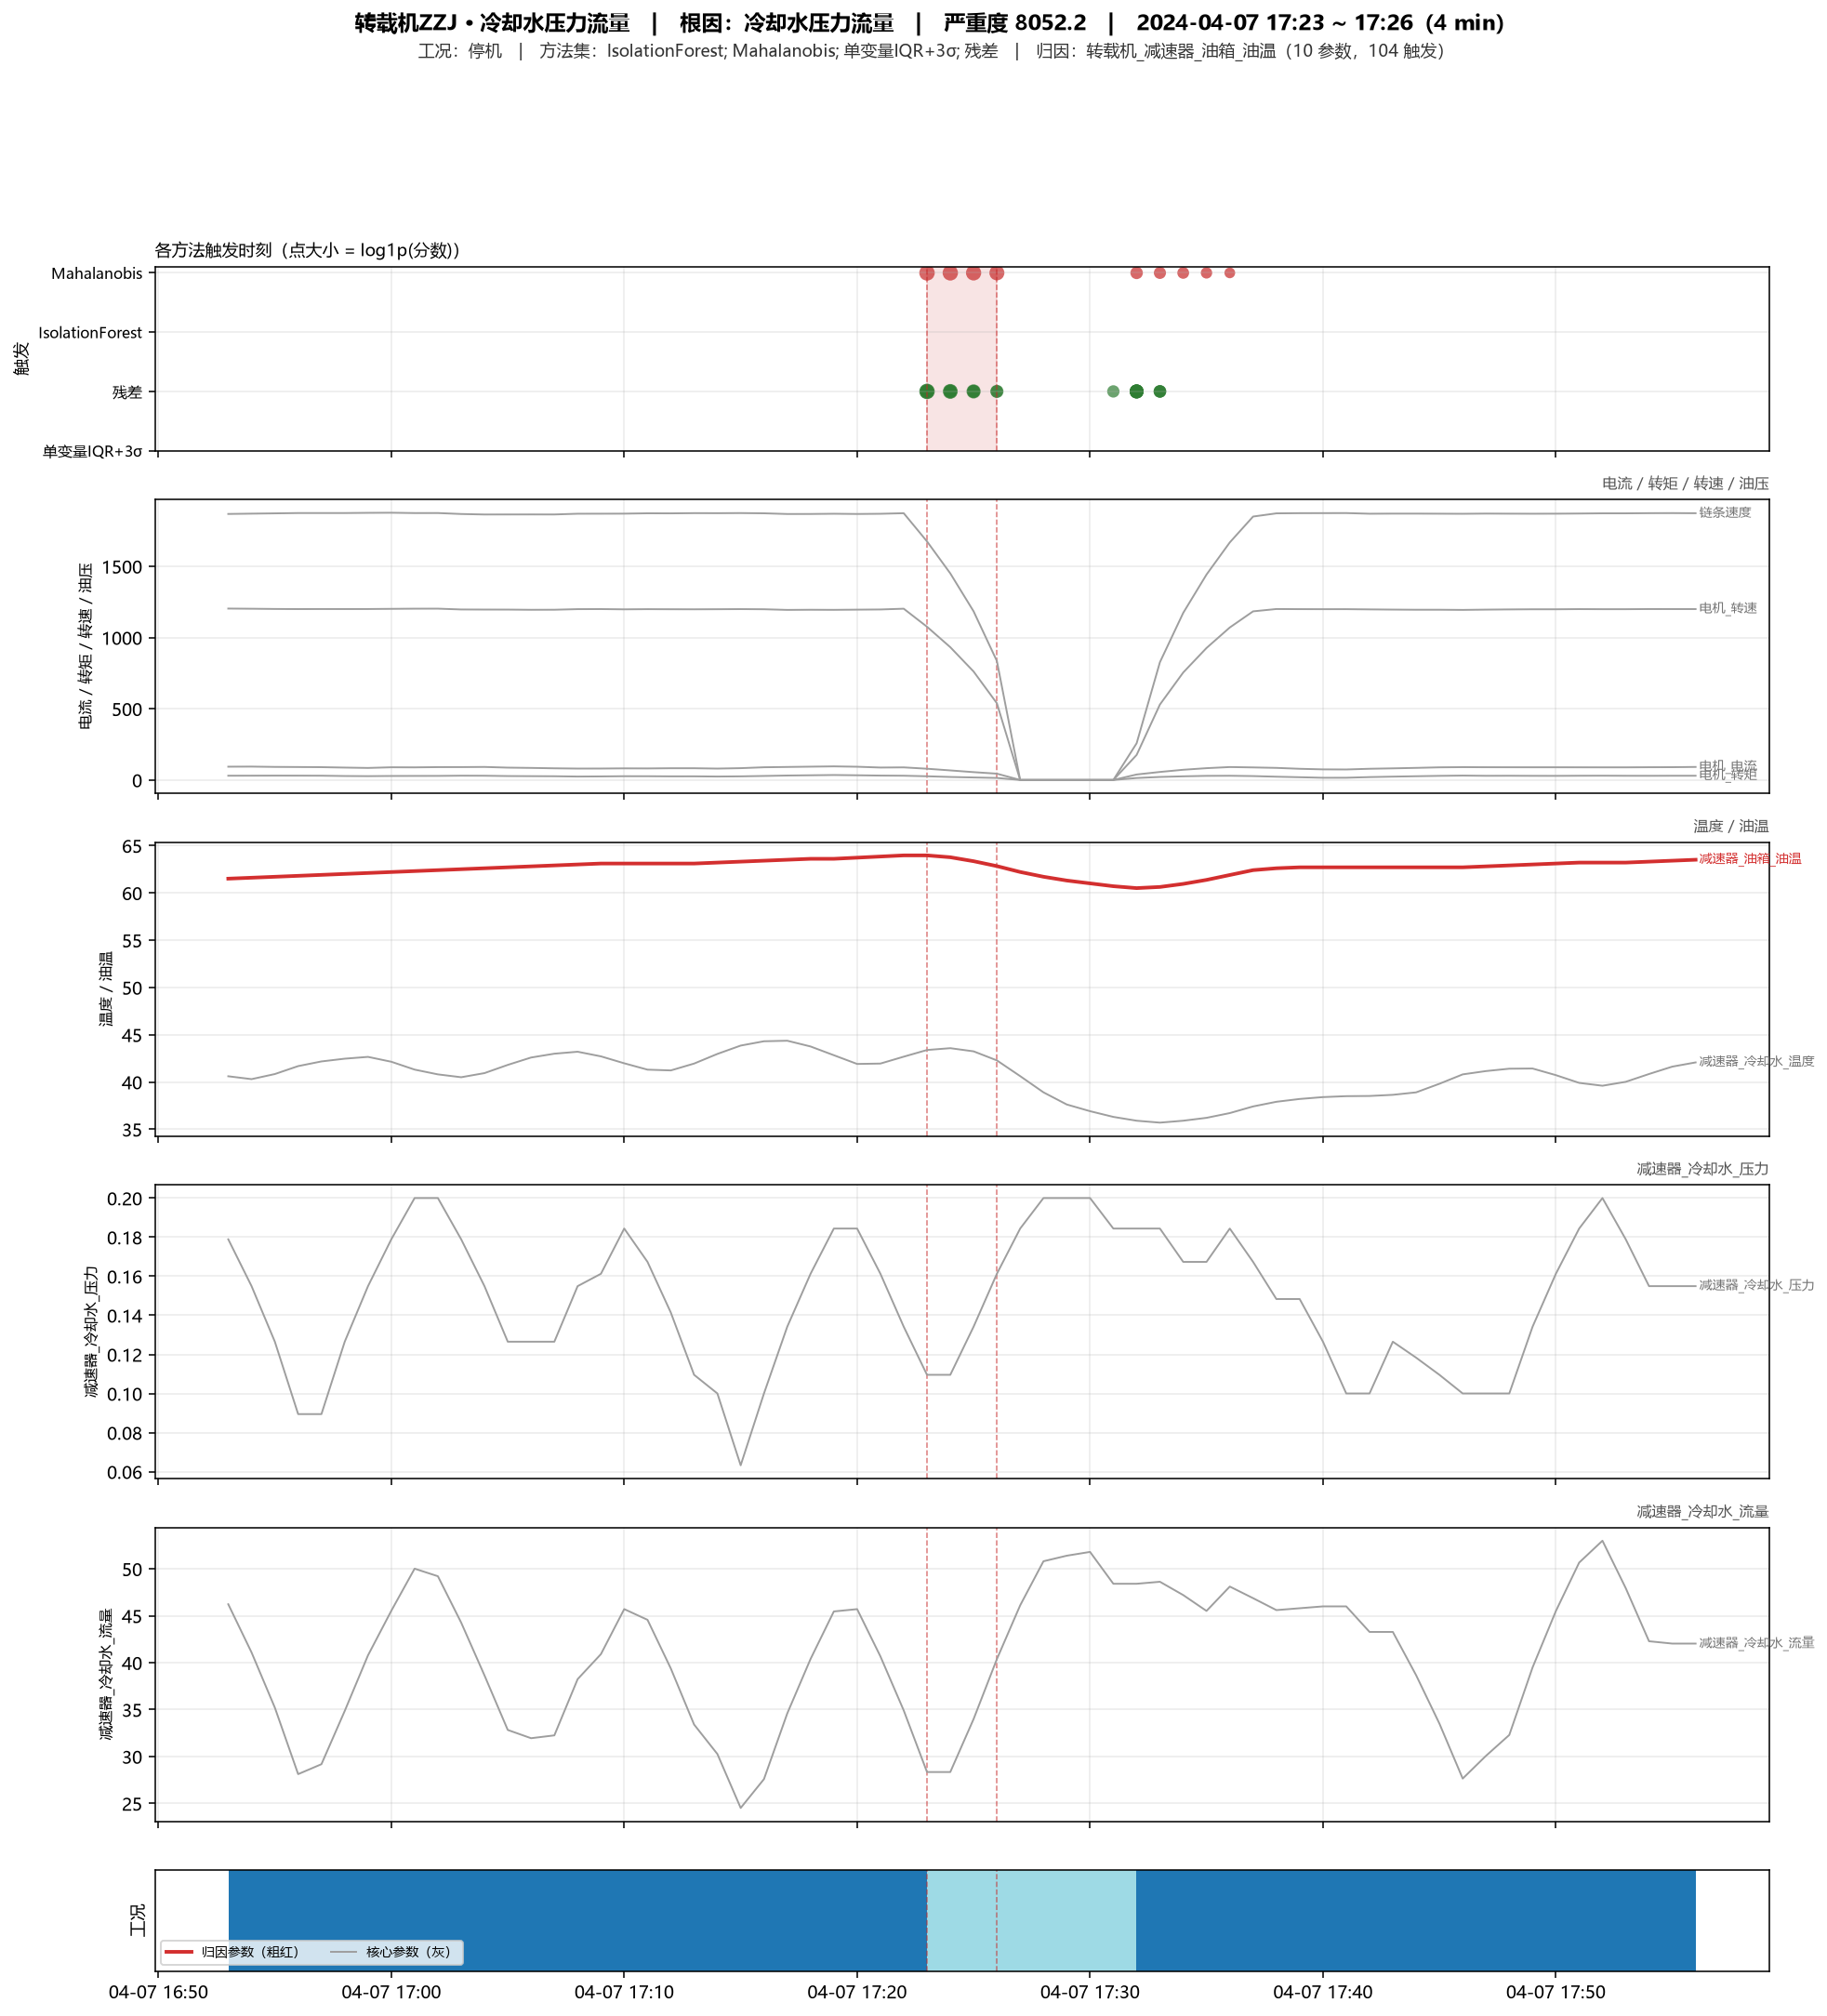 转载机ZZJ · 冷却水压力流量 | 根因：冷却水压力流量 | 严重度 8052.2 | 2024-04-07 17:23 ~ 17:26（4 min）
工况：停机 | 方法集：IsolationForest; Mahalanobis; 单变量IQR+3σ; 残差 | 归因：转载机_减速器_油箱_油温（10 参数，104 触发）
各方法触发时刻（点大小 = log1p(分数)）
触发
Mahalanobis
IsolationForest
残差
单变量IQR+3σ
电流 / 转矩 / 转速 / 油压
电流 / 转矩 / 转速 / 油压
1500
1000
500
0
链条速度
电机_转速
电机_电流
电机_转矩
温度 / 油温
温度 / 油温
65
60
55
50
45
40
35
减速器_油箱_油温
减速器_冷却水_温度
减速器_冷却水_压力
减速器_冷却水_压力
0.20
0.18
0.16
0.14
0.12
0.10
0.08
0.06
减速器_冷却水_压力
减速器_冷却水_流量
减速器_冷却水_流量
50
45
40
35
30
25
减速器_冷却水_流量
工况
归因参数（粗红） 核心参数（灰）
04-07 16:50 04-07 17:00 04-07 17:10 04-07 17:20 04-07 17:30 04-07 17:40 04-07 17:50